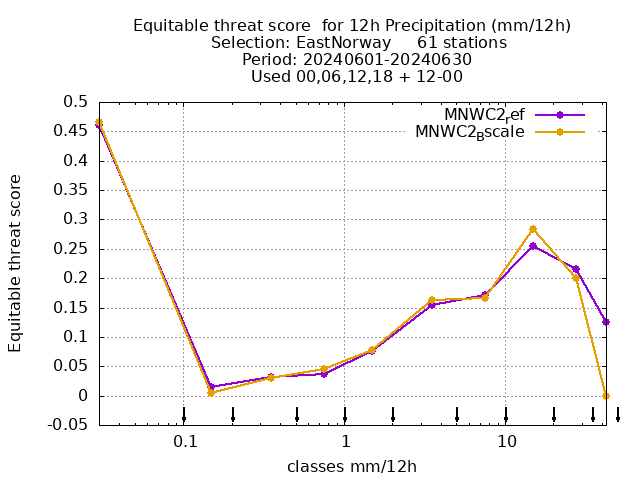 Equitable threat score  for 12h Precipitation (mm/12h)
Selection: EastNorway     61 stations
Period: 20240601-20240630
Used 00,06,12,18 + 12-00
MNWC2ref
MNWC2Bscale
Equitable threat score
0.5
0.45
0.4
0.35
0.3
0.25
0.2
0.15
0.1
0.05
0
-0.05
0.1 1 10
classes mm/12h